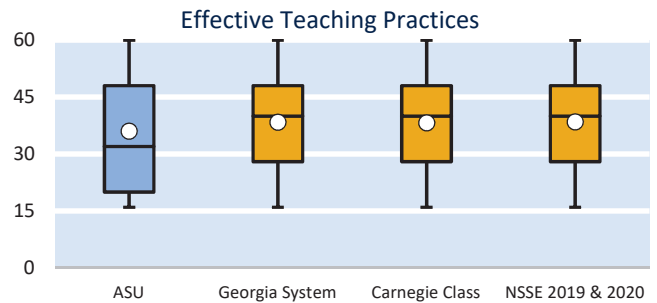 Effective Teaching Practices
60
45
30
15
0
ASU Georgia System Carnegie Class NSSE 2019 & 2020